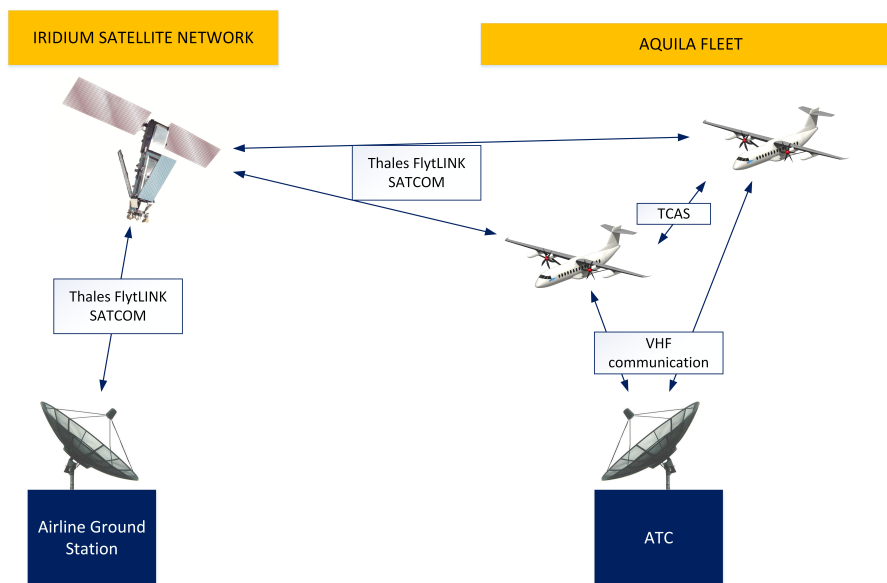 IRIDIUM SATELLITE NETWORK
AQUILA FLEET
Thales FlytLINK
SATCOM
TCAS
Thales FlytLINK
SATCOM
VHF
communication
Airline Ground
Station
ATC